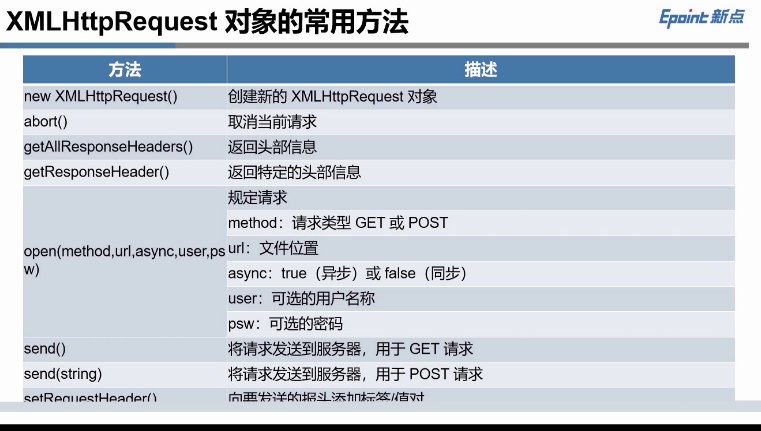 XMLHttpRequest 对象的常用方法
Epoint 新点
方法 描述
new XMLHttpRequest() 创建新的 XMLHttpRequest 对象
abort() 取消当前请求
getAllResponseHeaders() 返回头部信息
getResponseHeader() 返回特定的头部信息
open(method,url,async,user,ps
w)
规定请求
method：请求类型 GET 或 POST
url：文件位置
async：true（异步）或 false（同步）
user：可选的用户名称
psw：可选的密码
send() 将请求发送到服务器，用于 GET 请求
send(string) 将请求发送到服务器，用于 POST 请求
setRequestHeader() 向要发送的报头添加标签/值对